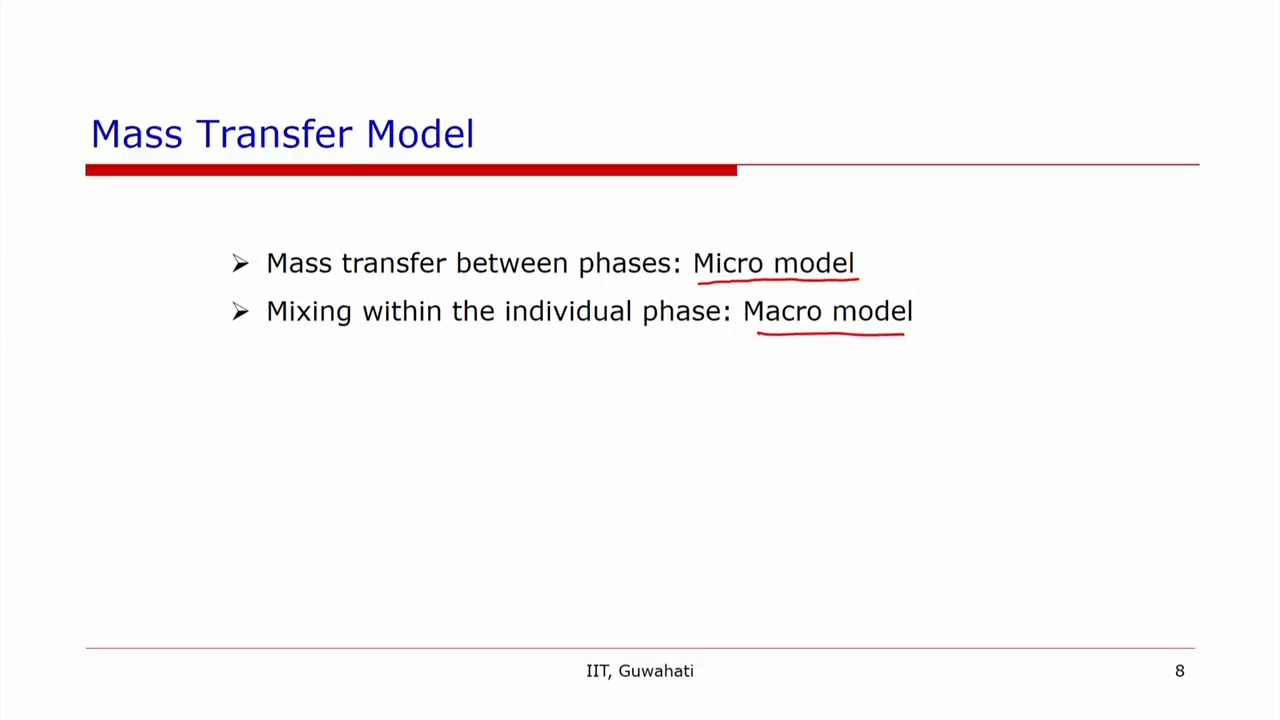 Mass Transfer Model
➢ Mass transfer between phases: Micro model
➢ Mixing within the individual phase: Macro model
IIT, Guwahati
8